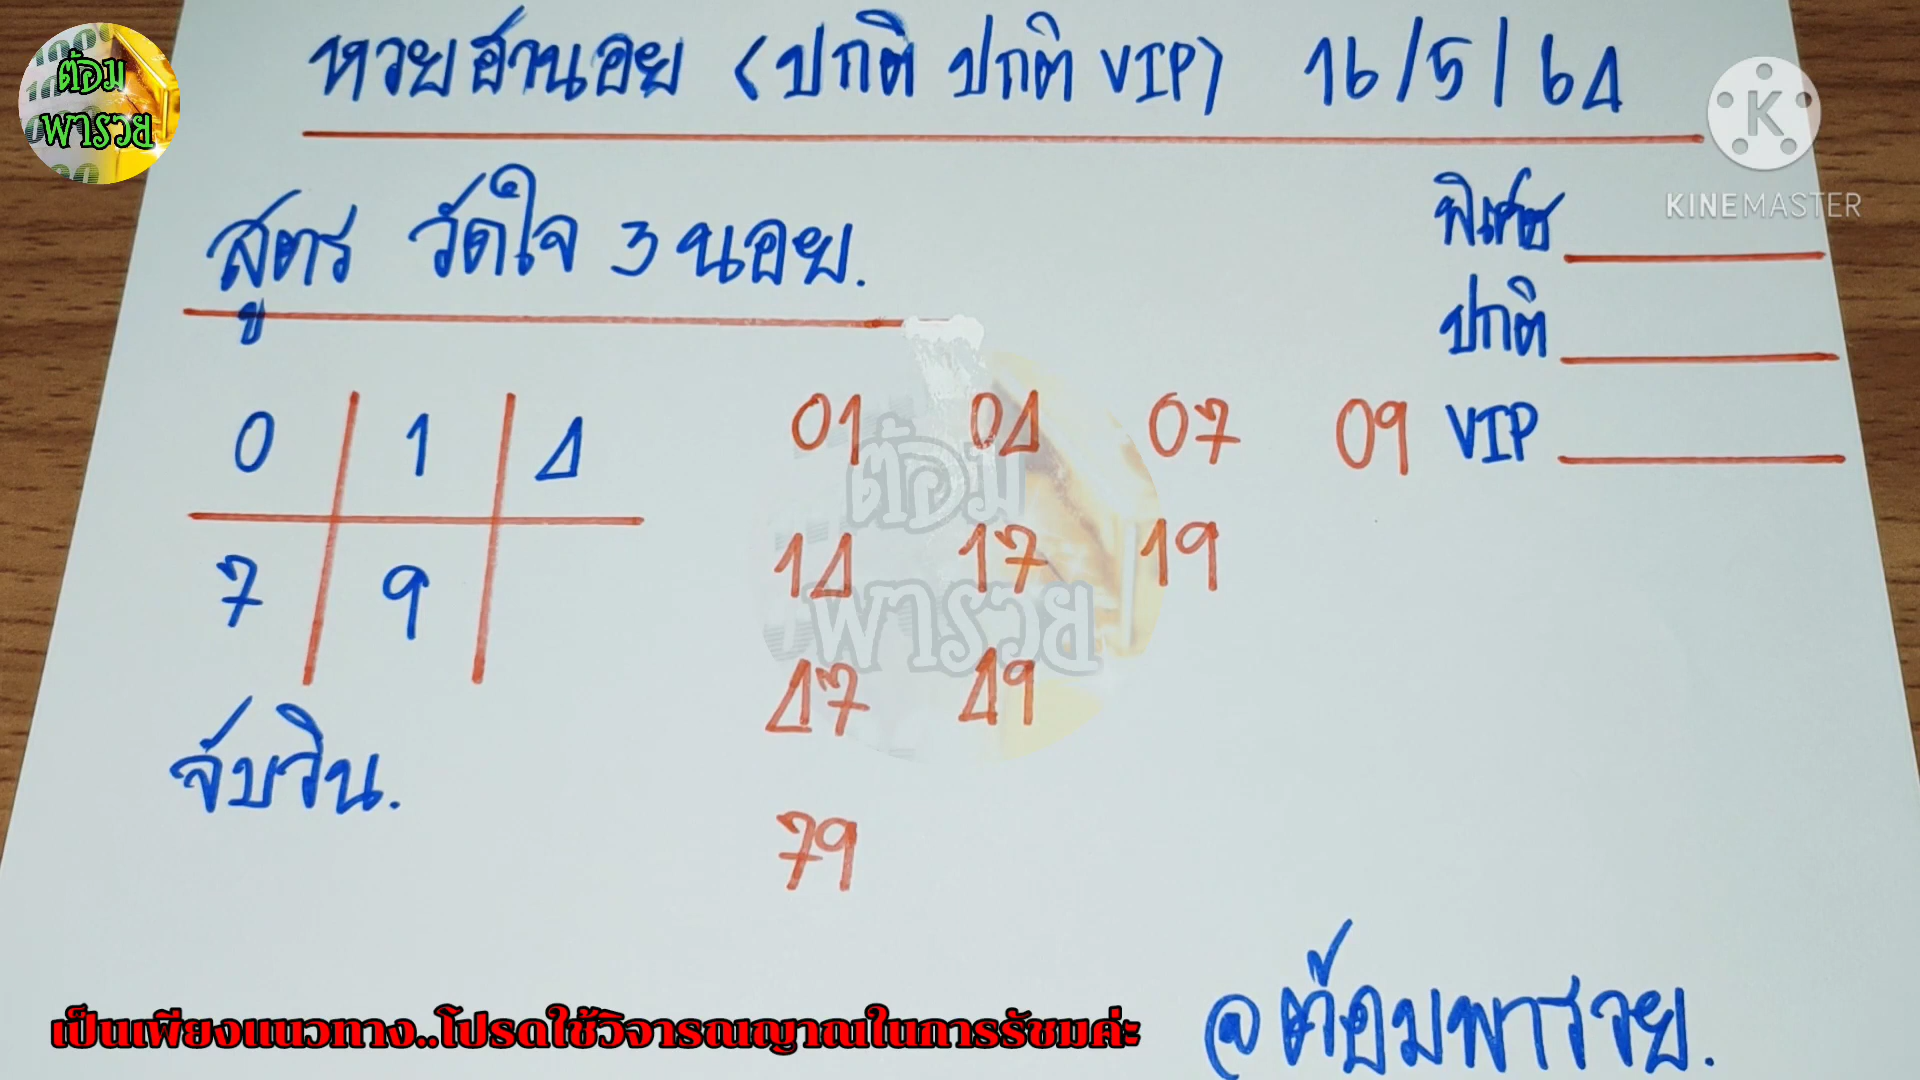 ต้อม
พารวย
หวยฮานอย (ปกติ ปกติ VIP) 16/5/64
KINEMASTER
สูตร วัดใจ 3 นอย.
พิเศษ
ปกติ
VIP
0 1 4
7 9
01 04 07 09
14 17 19
47 49
79
ต้อม
พารวย
จับวิน.
เป็นเพียงแนวทาง..โปรดใช้วิจารณญาณในการรัชมค่ะ
@ต้อมพารวย.